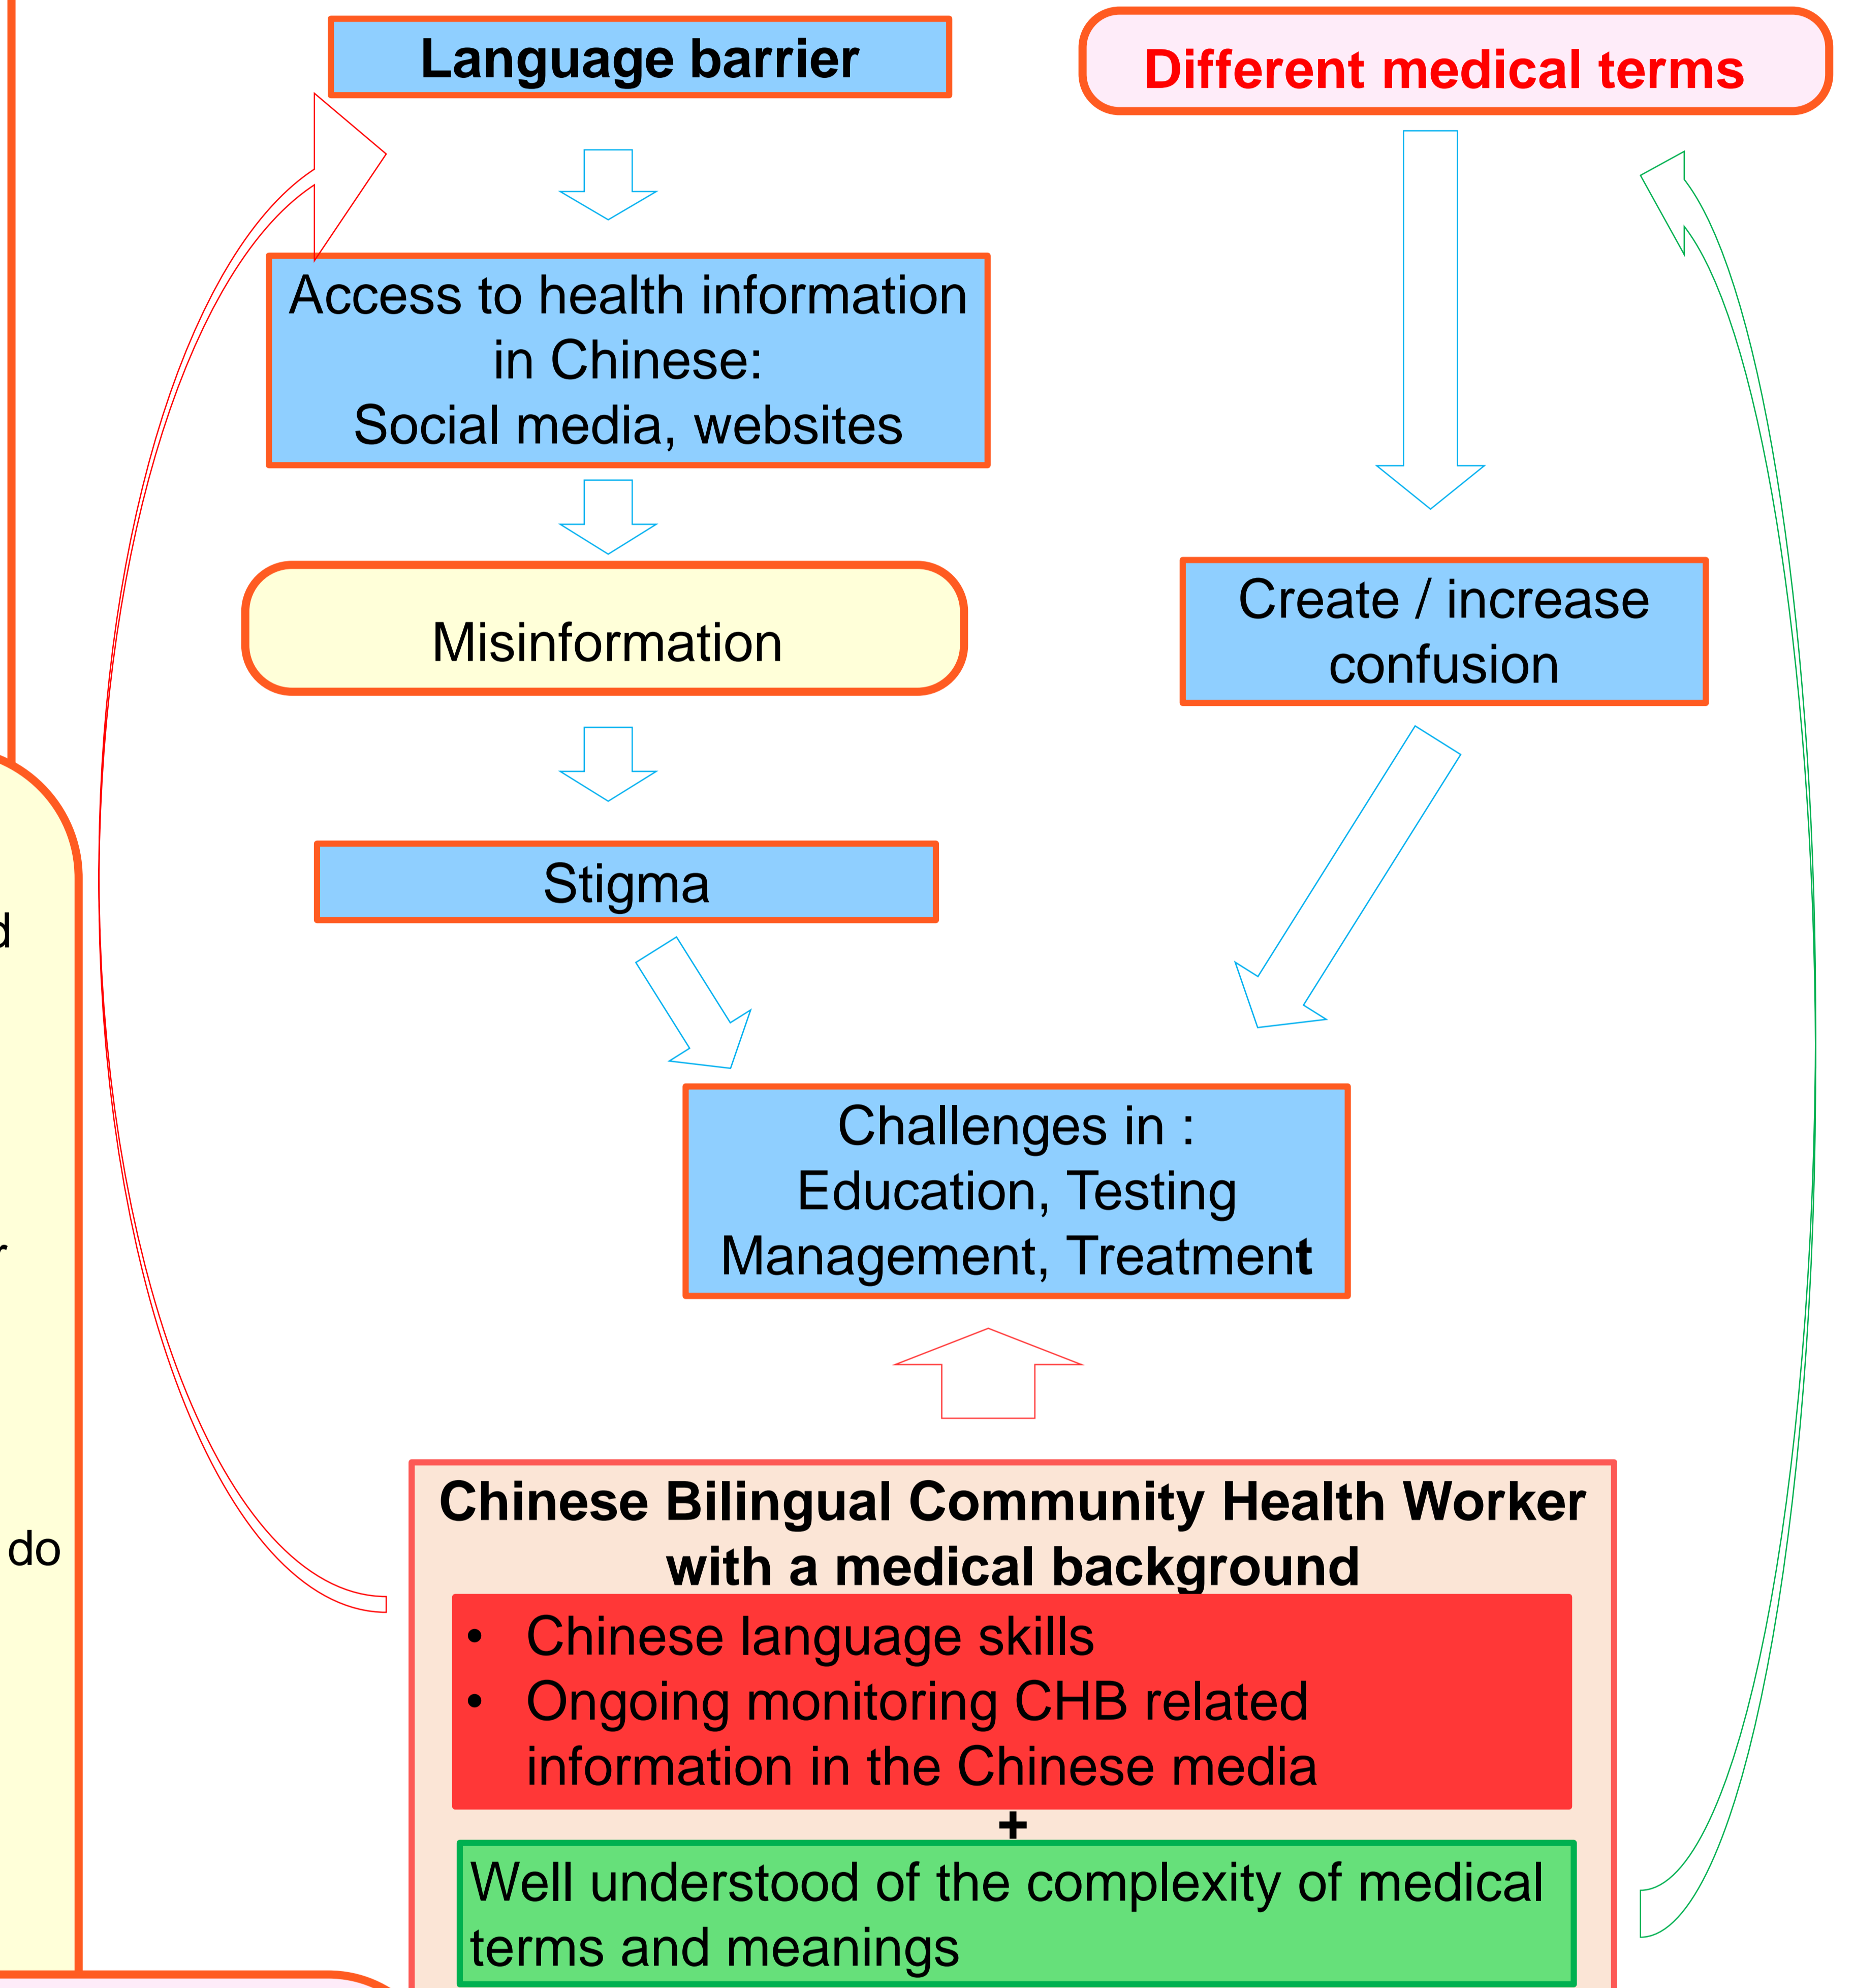 Language barrier
Different medical terms
Access to health information
in Chinese:
Social media, websites
Misinformation
Create / increase
confusion
Stigma
Challenges in :
Education, Testing
Management, Treatment
do
Chinese Bilingual Community Health Worker
with a medical background
• Chinese language skills
• Ongoing monitoring CHB related
information in the Chinese media
+
Well understood of the complexity of medical
terms and meanings